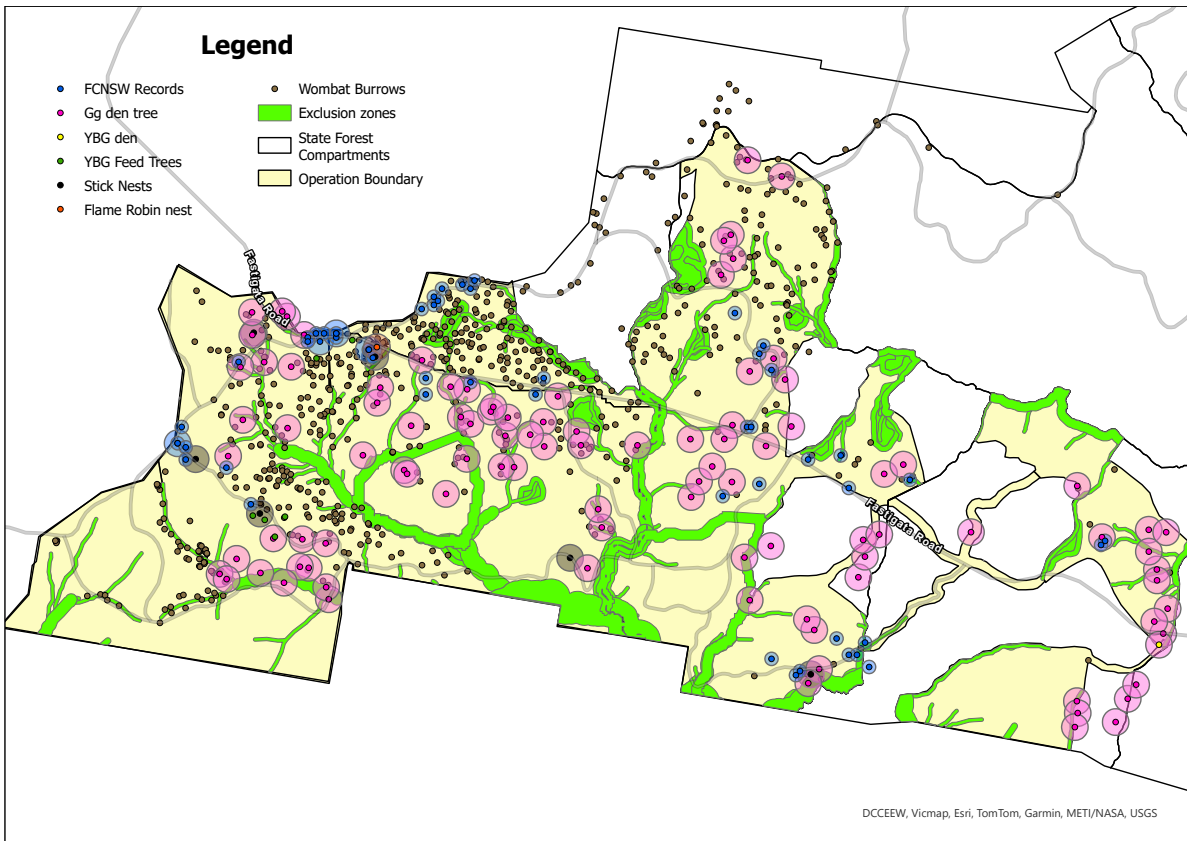 Legend
FCNSW Records
Gg den tree
YBG den
YBG Feed Trees
Stick Nests
Flame Robin nest
Wombat Burrows
Exclusion zones
State Forest
Compartments
Operation Boundary
Fastigata Road
Fastigata Road
DCCEEW, Vicmap, Esri, TomTom, Garmin, METI/NASA, USGS